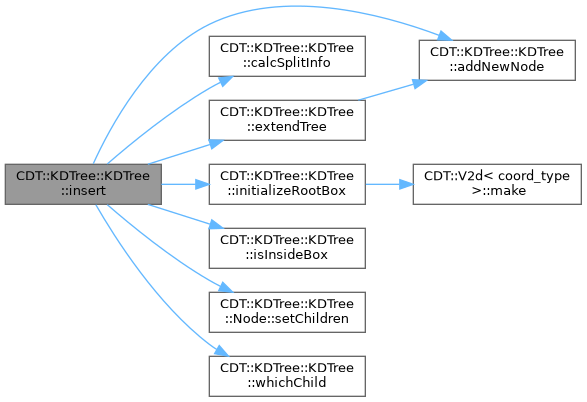 CDT::KDTree::KDTree
::insert
CDT::KDTree::KDTree
::calcSplitInfo
CDT::KDTree::KDTree
::extendTree
CDT::KDTree::KDTree
::initializeRootBox
CDT::KDTree::KDTree
::isInsideBox
CDT::KDTree::KDTree
::Node::setChildren
CDT::KDTree::KDTree
::whichChild
CDT::KDTree::KDTree
::addNewNode
CDT::V2d< coord_type
>::make